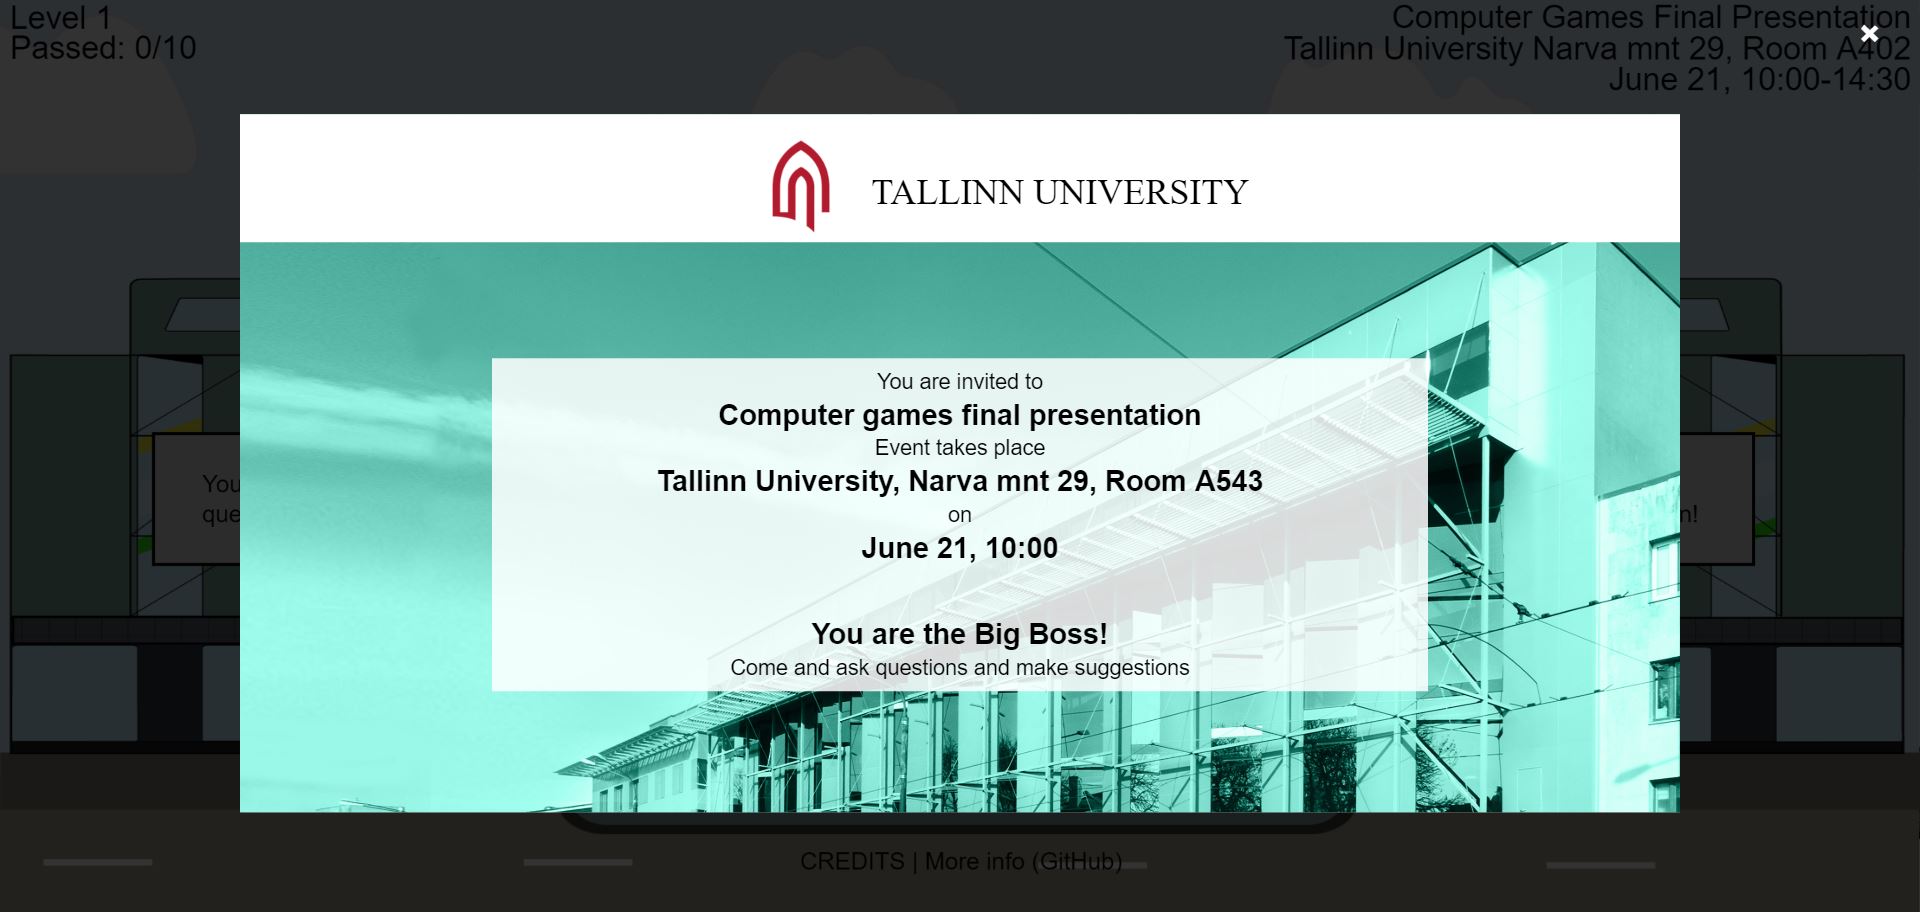 Level 1
Passed: 0/10
Computer Games Final Presentation
Tallinn University Narva mnt 29, Room A402
June 21, 10:00-14:30
TALLINN UNIVERSITY
You are invited to
Computer games final presentation
Event takes place
Tallinn University, Narva mnt 29, Room A543
on
June 21, 10:00
You are the Big Boss!
Come and ask questions and make suggestions
You
que
n!
CREDITS | More info (GitHub)